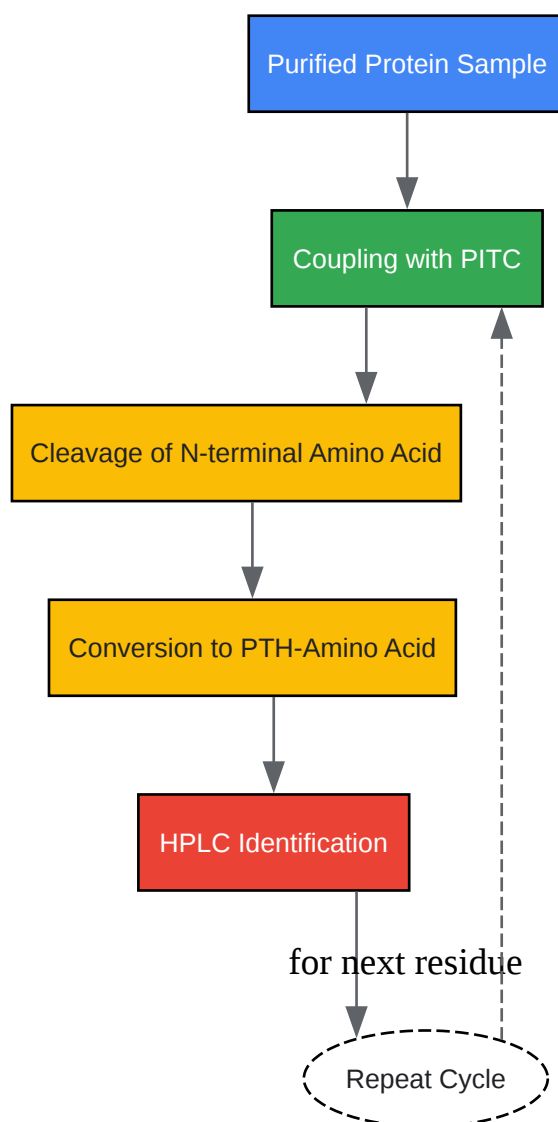 Purified Protein Sample
Coupling with PITC
Cleavage of N-terminal Amino Acid
Conversion to PTH-Amino Acid
HPLC Identification
for next residue
Repeat Cycle